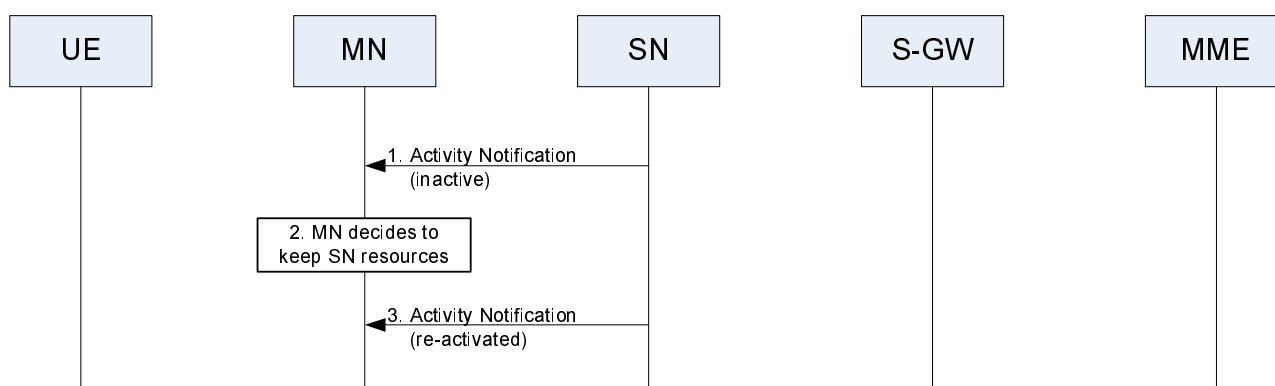 UE
MN
SN
S-GW
MME
1. Activity Notification
(inactive)
2. MN decides to
keep SN resources
3. Activity Notification
(re-activated)